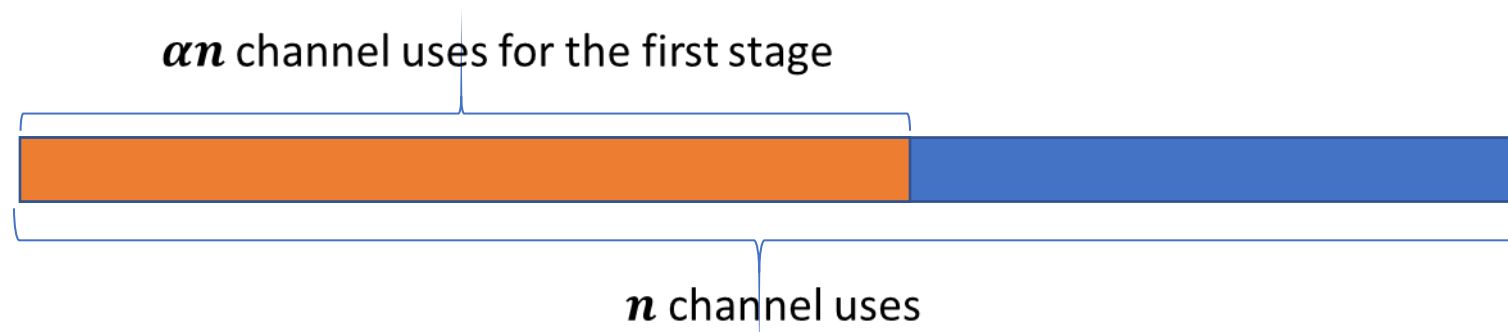 αn channel uses for the first stage
n channel uses